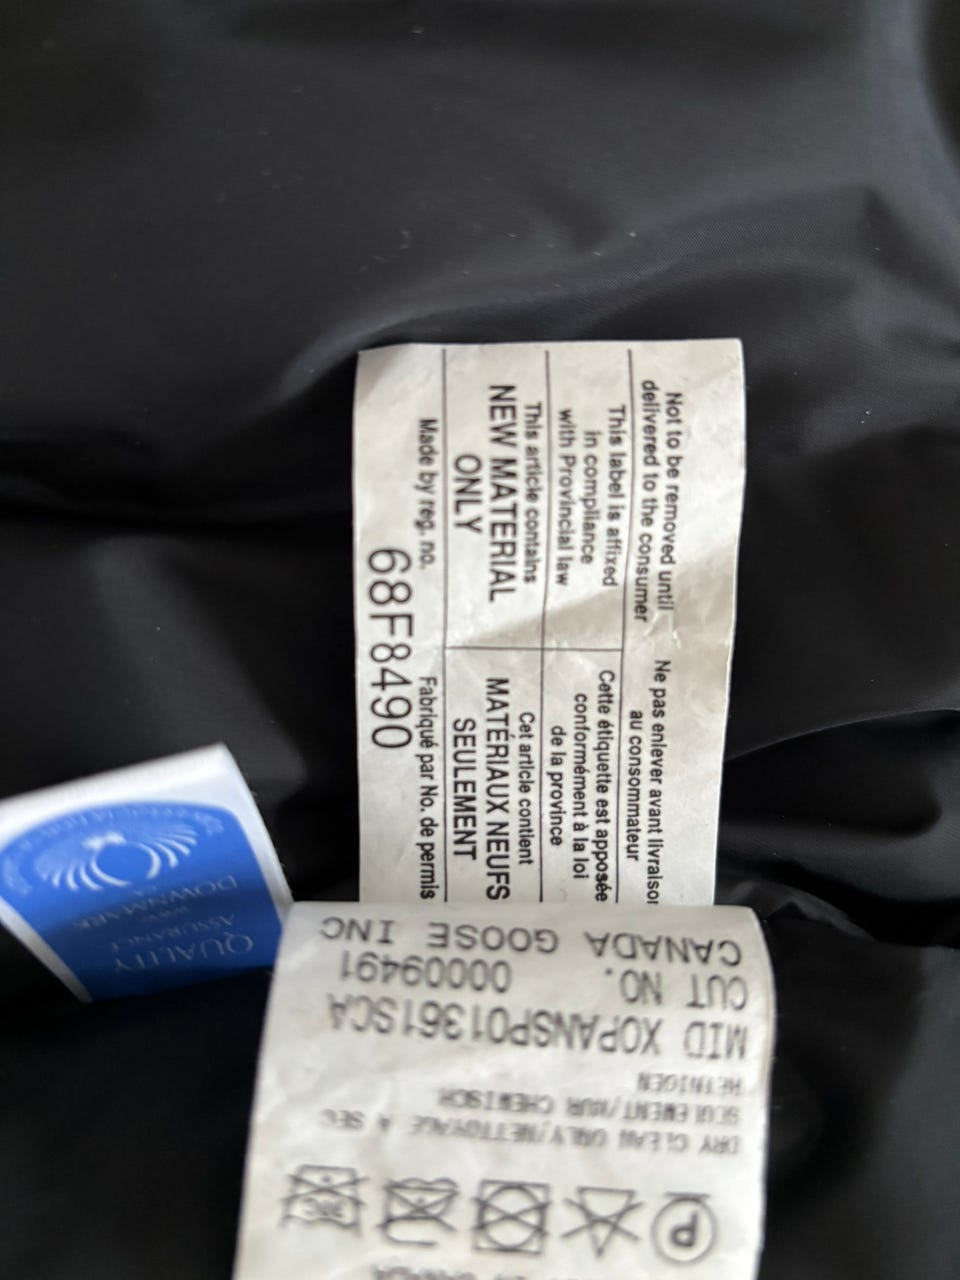 Not to be removed until
delivered to the consumer
Ne pas enlever avant livraison
au consommateur
This label is affixed
in compliance
with Provincial law
Cette étiquette est apposée
conformément à la loi
de la province
This article contains
NEW MATERIAL
ONLY
Cet article contient
MATÉRIAUX NEUFS
SEULEMENT
Made by reg. no.
Fabriqué par No. de permis
68F8490
QUALITY
ASSURANCE
DOWNMARK
DRY CLEAN ONLY/NETTOYAGE A SEC
SEULEMENT/NUR CHEMISCH
REINIGEN
MID XOPANSP01361SCA
CUT NO. 00009491
CANADA GOOSE INC